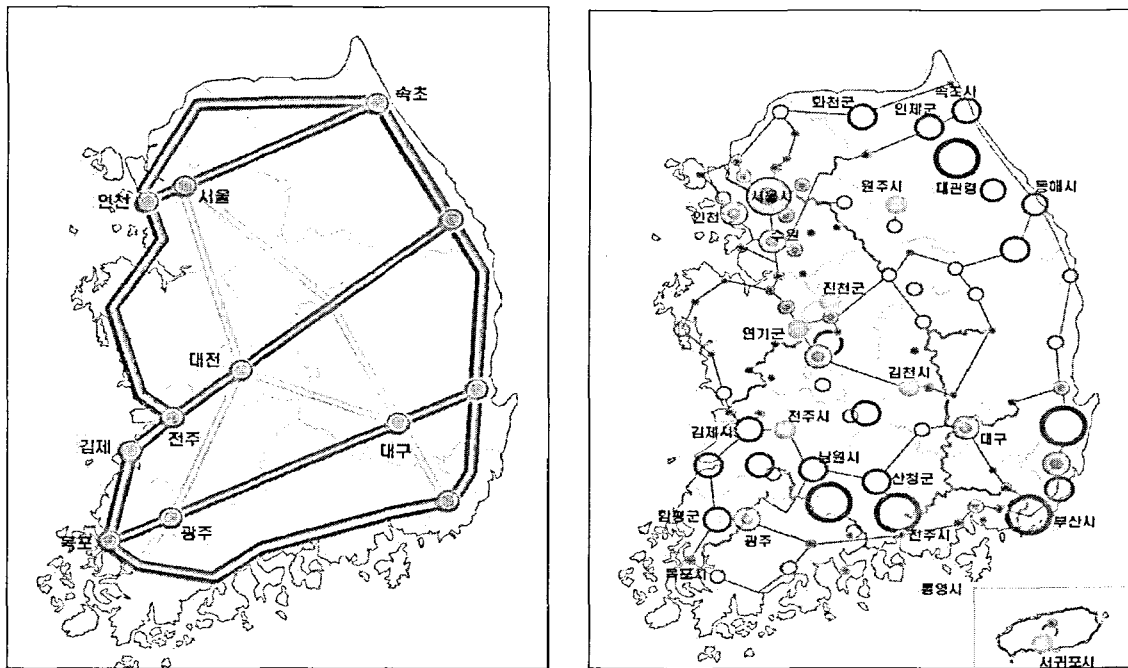 속초
인천
서울
대전
전주
김제
대구
광주
목포
화천군
인제군
속초시
대관령
원주시
동해시
서울시
인천
수원
진천군
연기군
김천시
김제시
전주시
대구
남원시
산청군
함평군
광주
진주시
부산시
목포시
통영시
서귀포시